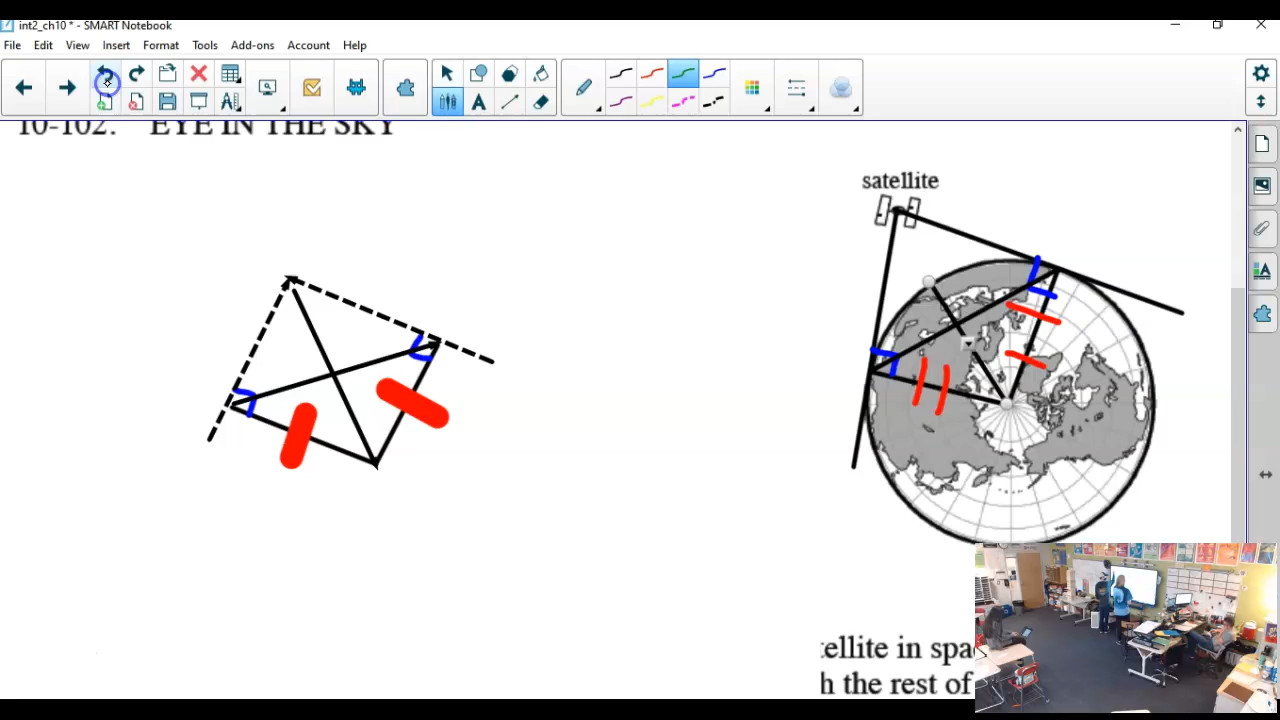 int2_ch10 * - SMART Notebook
File Edit View Insert Format Tools Add-ons Account Help
10-102. EYE IN THE SKY
satellite
tellite in spa
h the rest of